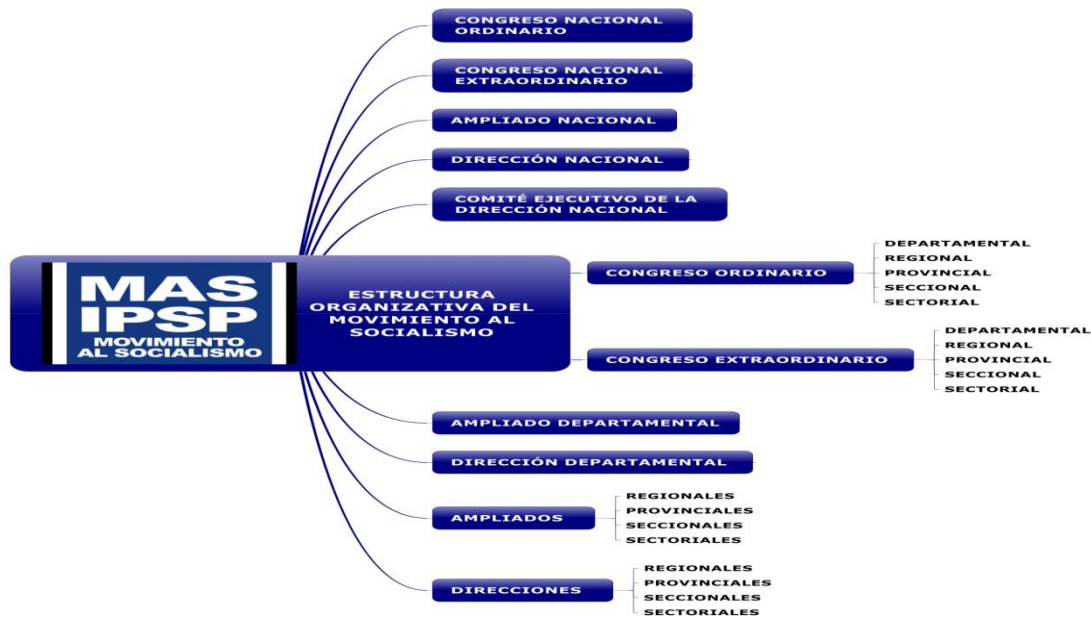 CONGRESO NACIONAL
ORDINARIO
CONGRESO NACIONAL
EXTRAORDINARIO
AMPLIADO NACIONAL
DIRECCIÓN NACIONAL
COMITÉ EJECUTIVO DE LA
DIRECCIÓN NACIONAL
MAS
IPSP
MOVIMIENTO
AL SOCIALISMO
ESTRUCTURA
ORGANIZATIVA DEL
MOVIMIENTO AL
SOCIALISMO
CONGRESO ORDINARIO
DEPARTAMENTAL
REGIONAL
PROVINCIAL
SECCIONAL
SECTORIAL
CONGRESO EXTRAORDINARIO
DEPARTAMENTAL
REGIONAL
PROVINCIAL
SECCIONAL
SECTORIAL
AMPLIADO DEPARTAMENTAL
DIRECCIÓN DEPARTAMENTAL
AMPLIADOS
REGIONALES
PROVINCIALES
SECCIONALES
SECTORIALES
DIRECCIONES
REGIONALES
PROVINCIALES
SECCIONALES
SECTORIALES